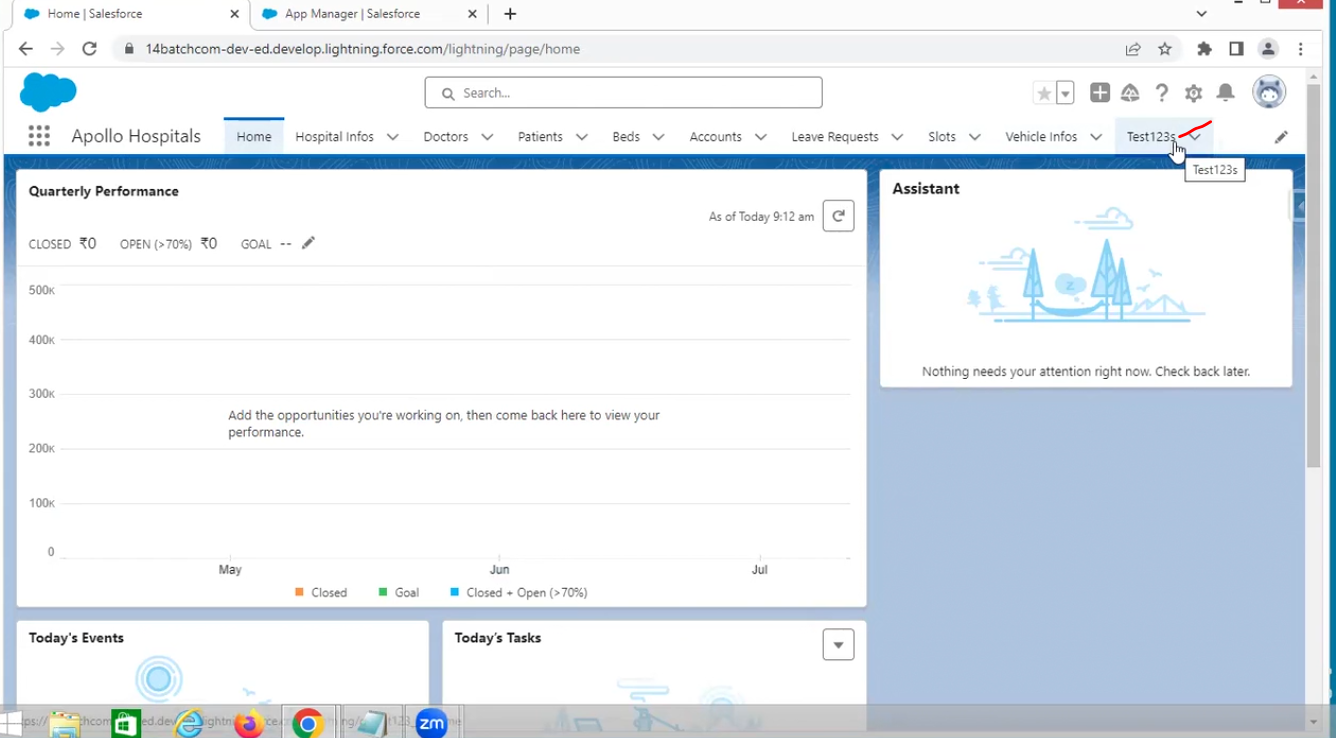 Home | Salesforce
App Manager | Salesforce
14batchcom-dev-ed.develop.lightning.force.com/lightning/page/home
Search...
Apollo Hospitals Home Hospital Infos Doctors Patients Beds Accounts Leave Requests Slots Vehicle Infos Test123s
Test123s
Quarterly Performance
As of Today 9:12 am
CLOSED ₹0 OPEN (>70%) ₹0 GOAL --
500K
400K
300K
200K
100K
0
Add the opportunities you're working on, then come back here to view your
performance.
May Jun Jul
Closed Goal Closed + Open (>70%)
Assistant
z
Nothing needs your attention right now. Check back later.
Today's Events
Today's Tasks
zm